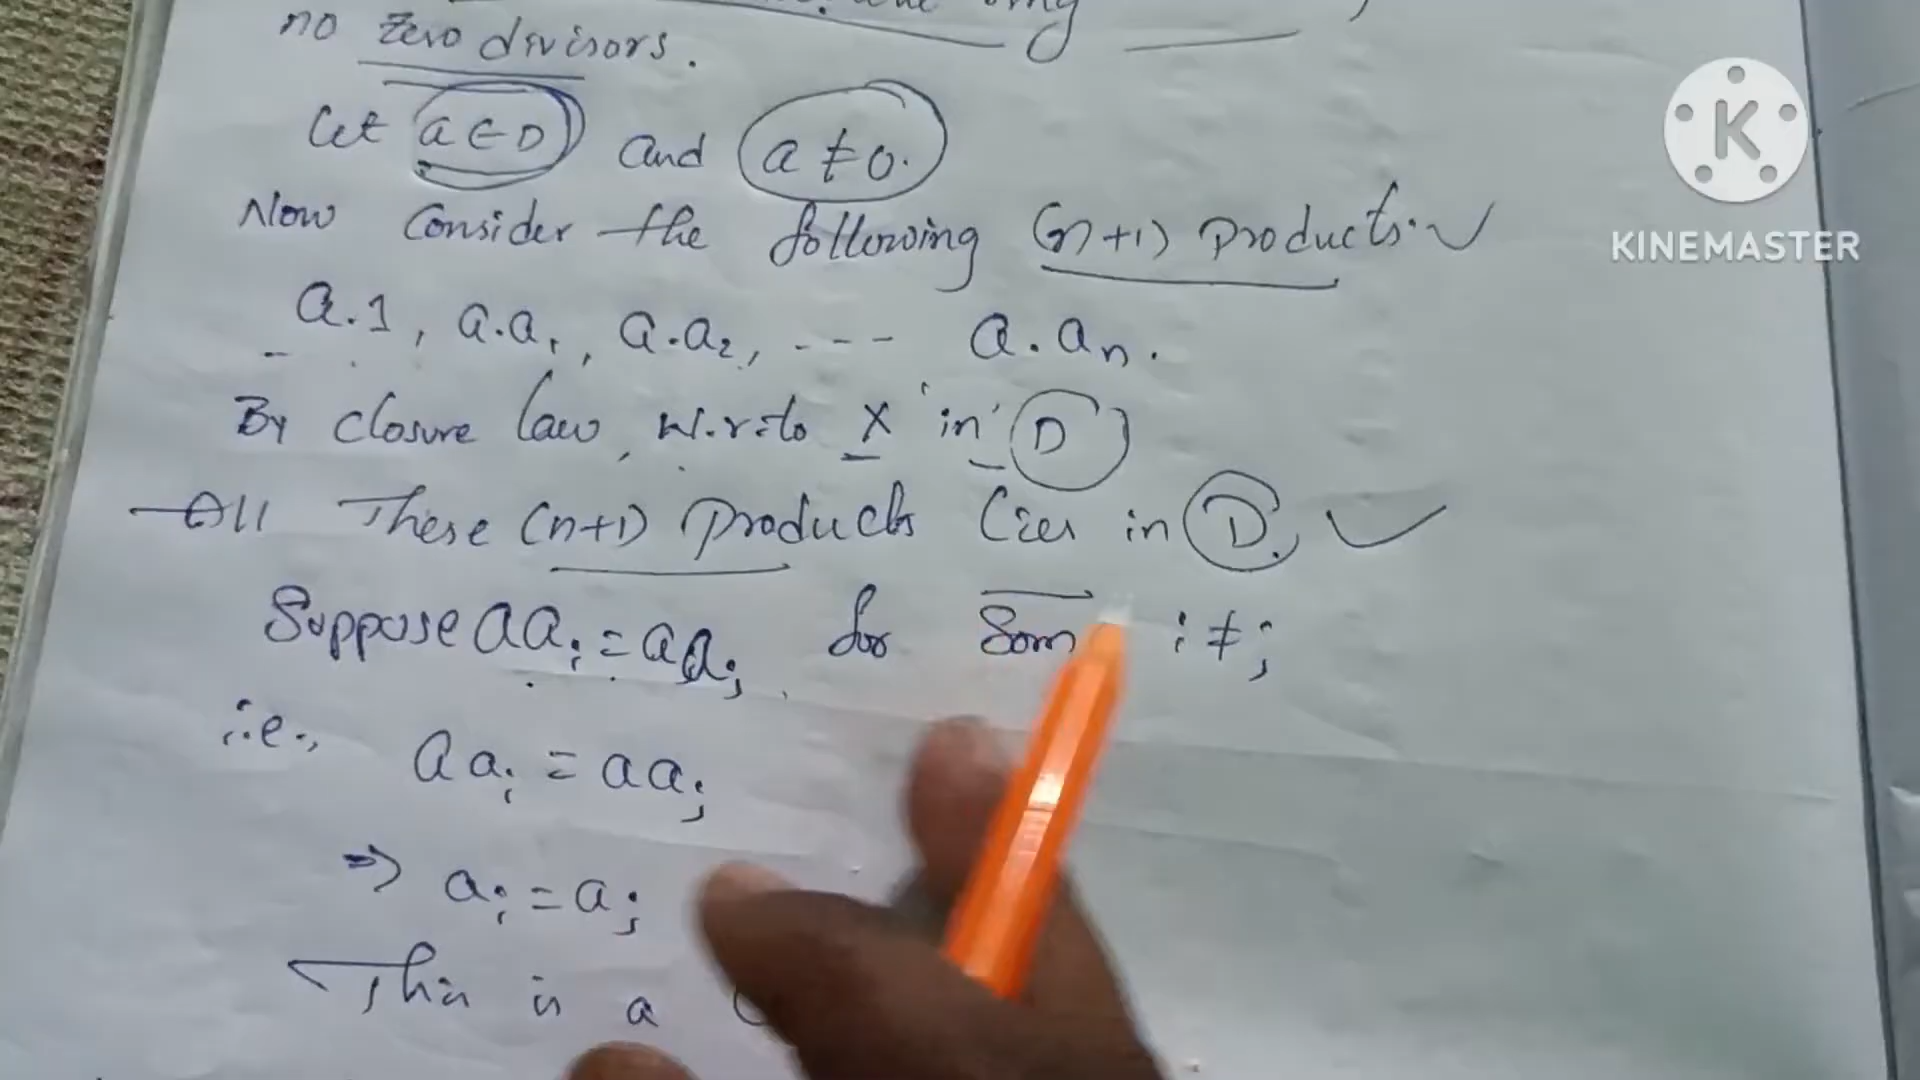 no zero divisors.
Let a ∈ D and a ≠ 0.
Now Consider the following (n+1) Products.
a.1, a.a₁, a.a₂, --- a.aₙ.
By closure law, w.r.to X 'in' D
All These (n+1) Products lies in D.
Suppose aaᵢ = aaⱼ for Som i ≠ j
i.e., aaᵢ = aaⱼ
⇒ aᵢ = aⱼ
This is a
K
KINEMASTER